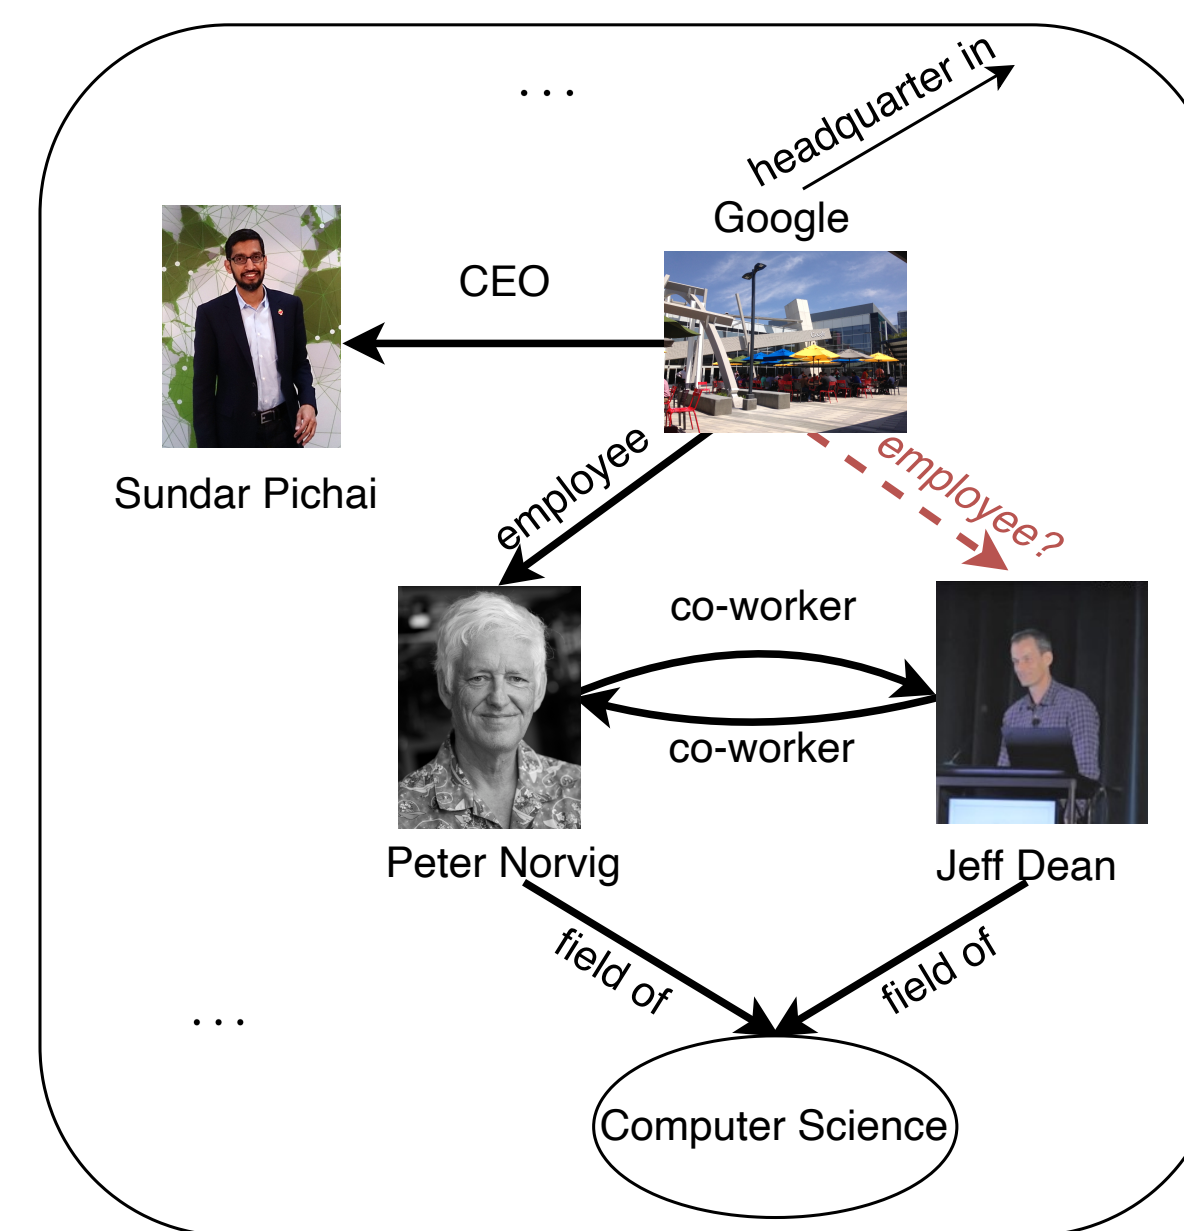 . . .
headquarter in
Google
CEO
Sundar Pichai
employee
employee?
co-worker
co-worker
Peter Norvig
Jeff Dean
field of
field of
. . .
Computer Science